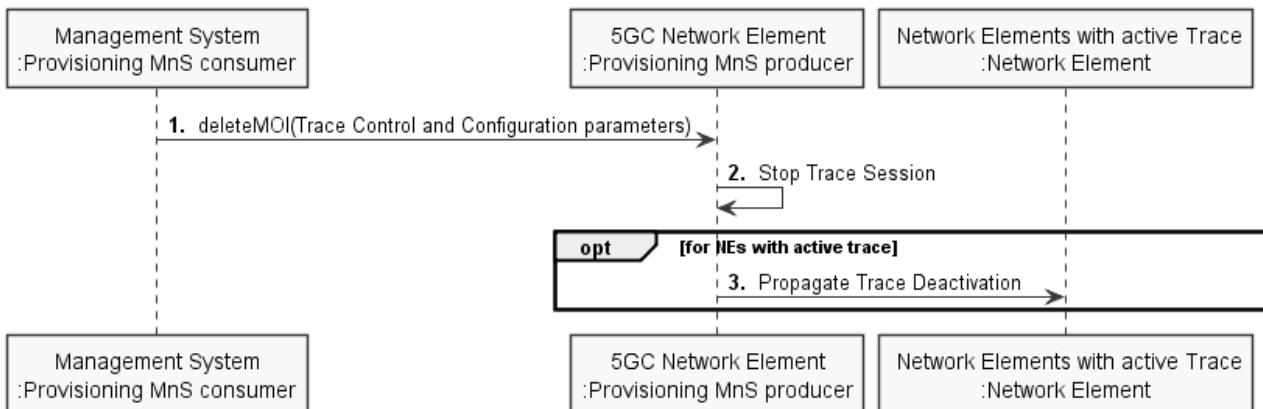 Management System
:Provisioning MnS consumer
5GC Network Element
:Provisioning MnS producer
Network Elements with active Trace
:Network Element
1. deleteMOI(Trace Control and Configuration parameters)
2. Stop Trace Session
opt [for NEs with active trace]
3. Propagate Trace Deactivation
Management System
:Provisioning MnS consumer
5GC Network Element
:Provisioning MnS producer
Network Elements with active Trace
:Network Element